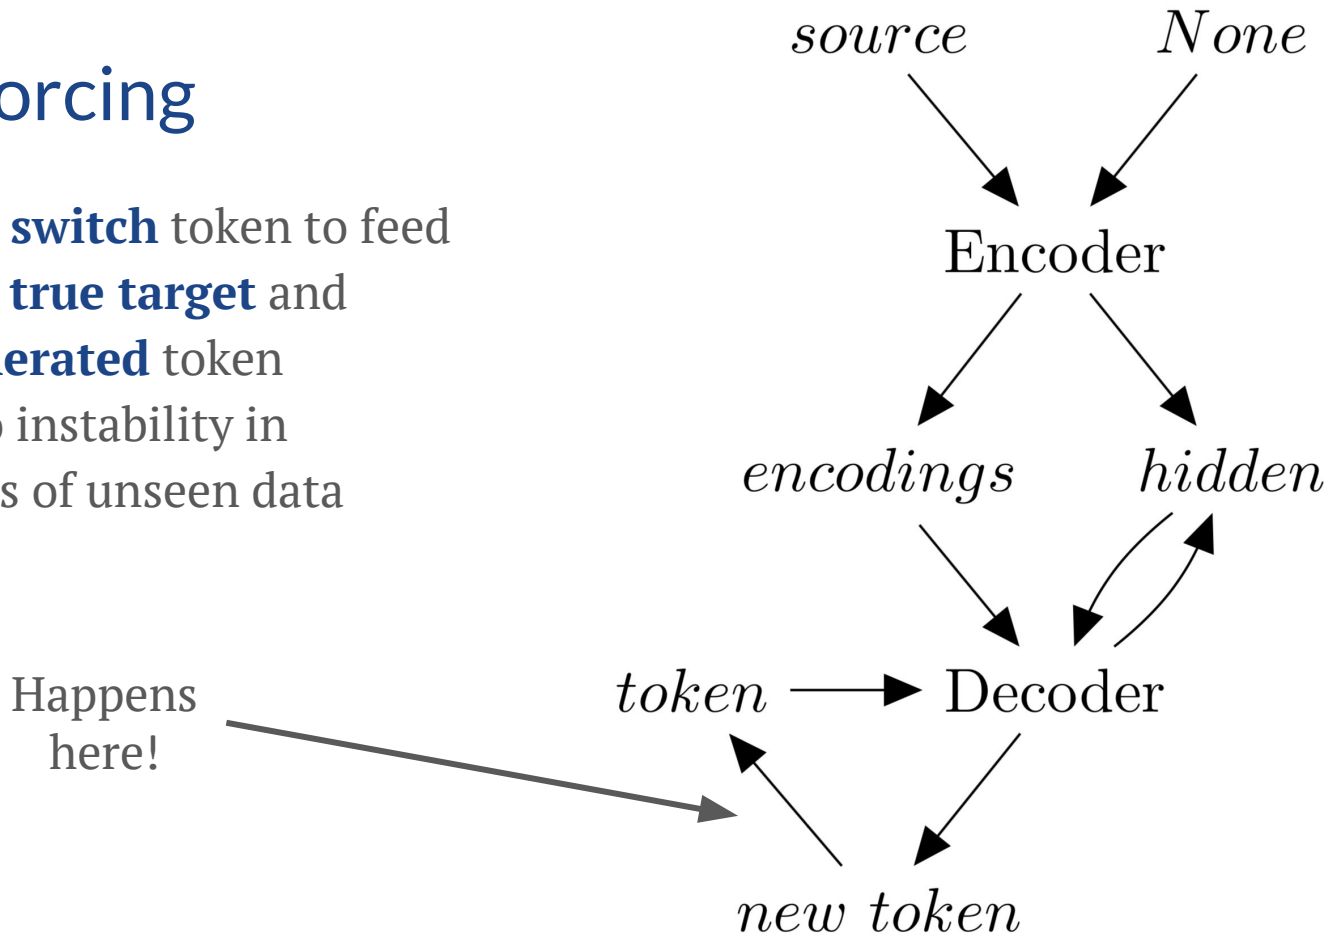 orcing
switch token to feed
true target and
erated token
instability in
s of unseen data
Happens
here!
source
None
Encoder
encodings
hidden
token
Decoder
new token